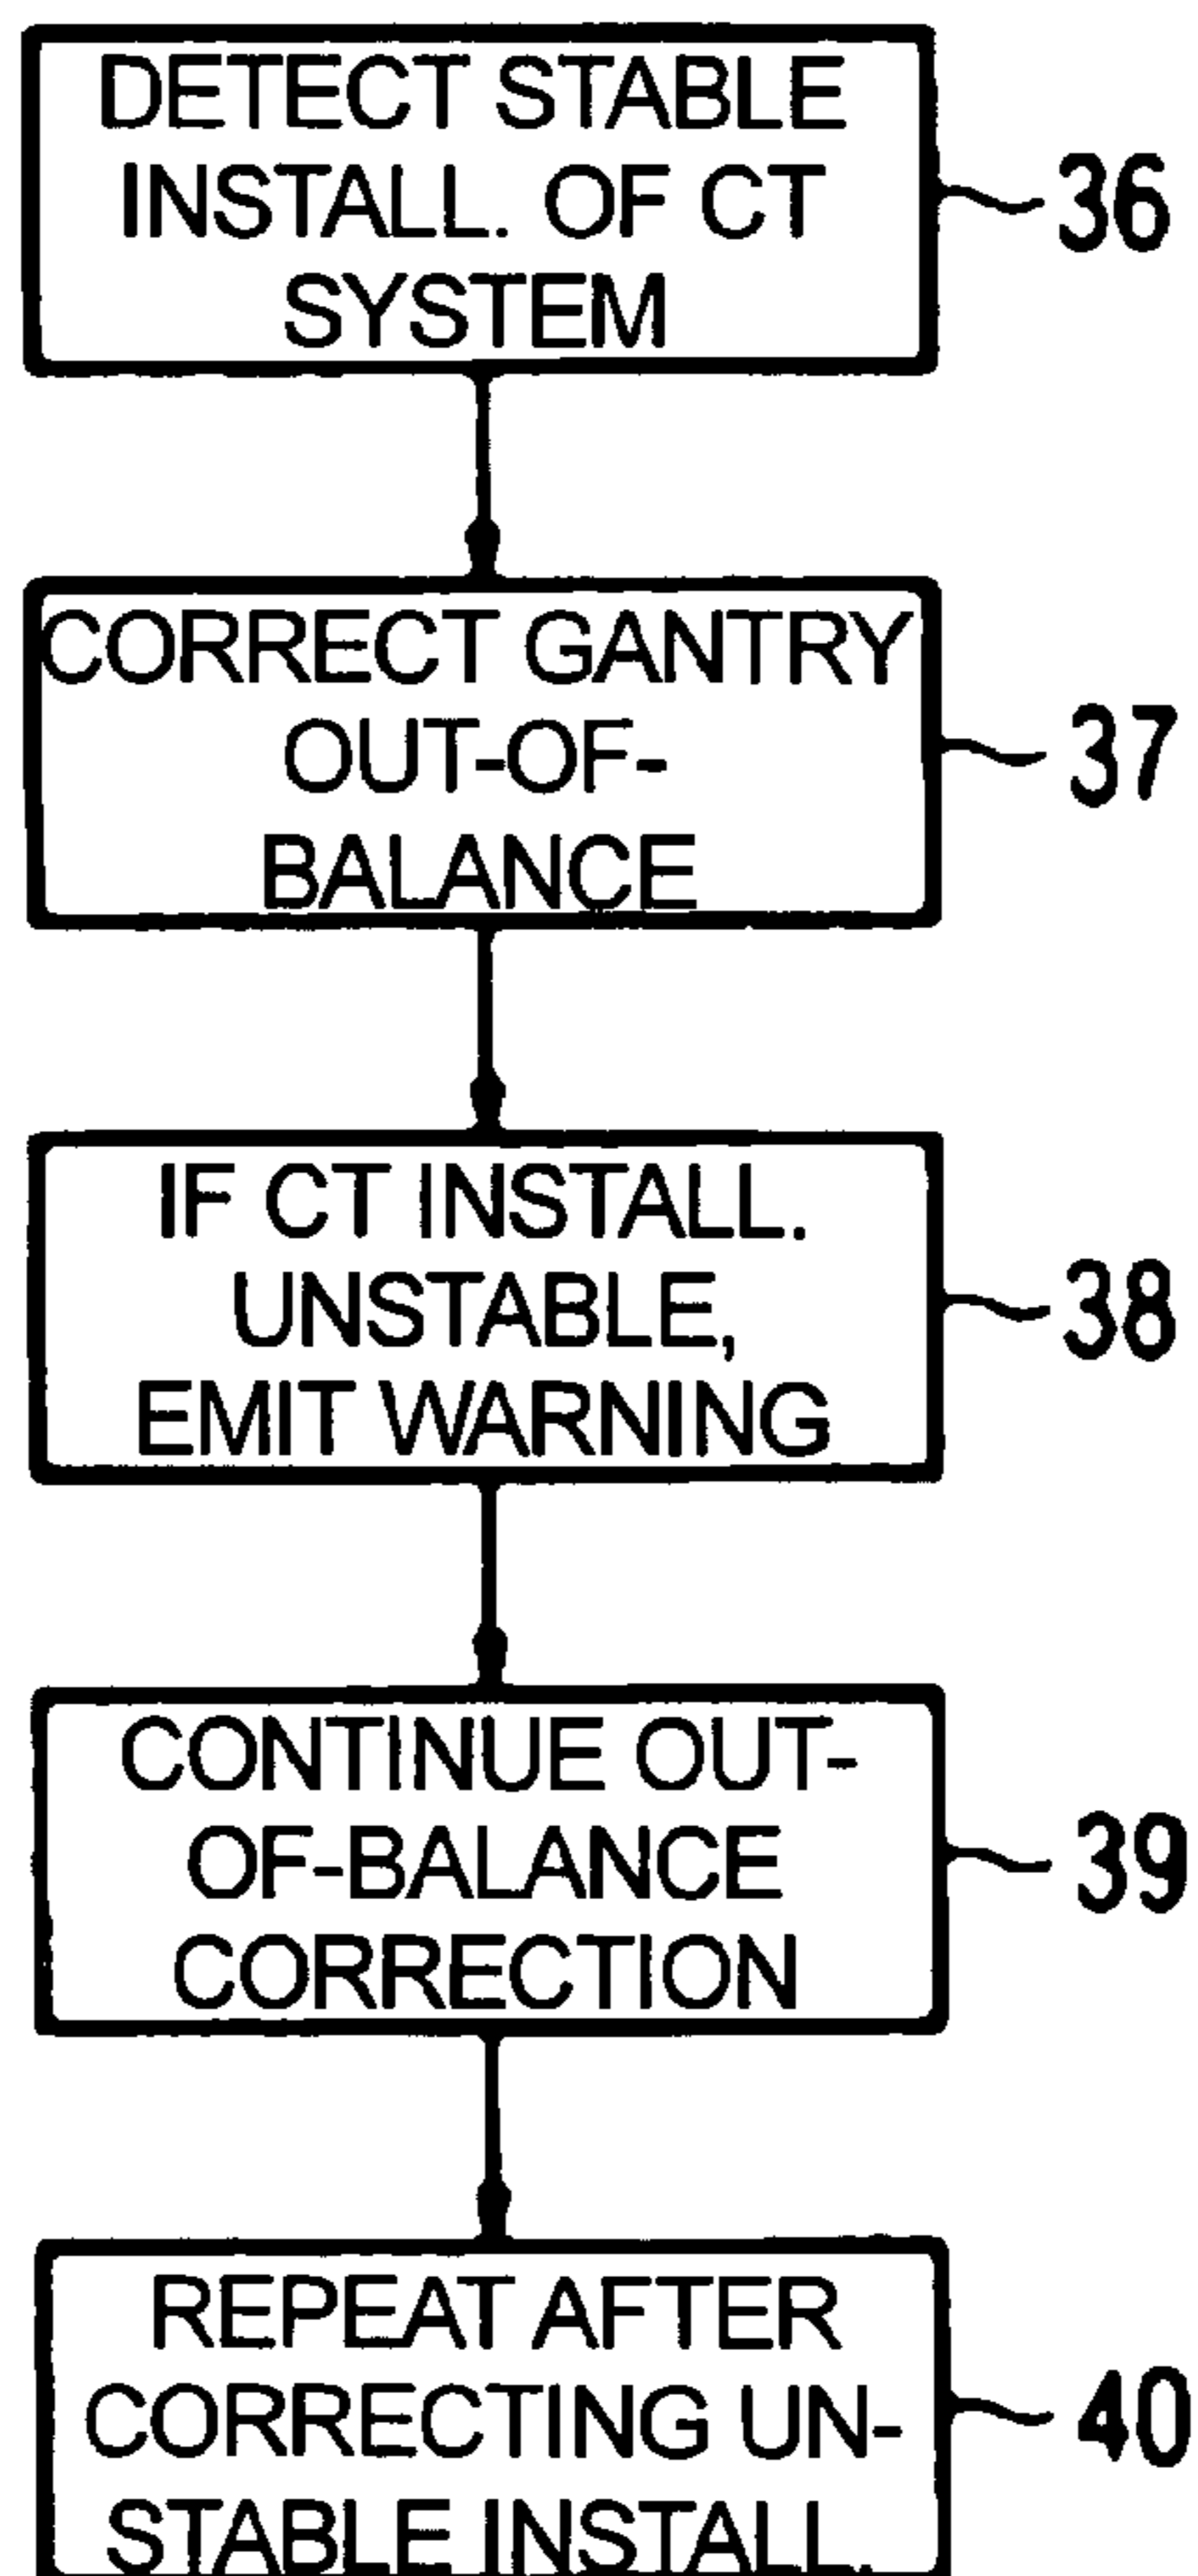 DETECT STABLE
INSTALL. OF CT
SYSTEM
36
CORRECT GANTRY
OUT-OF-
BALANCE
37
IF CT INSTALL.
UNSTABLE,
EMIT WARNING
38
CONTINUE OUT-
OF-BALANCE
CORRECTION
39
REPEAT AFTER
CORRECTING UN-
STABLE INSTALL.
40